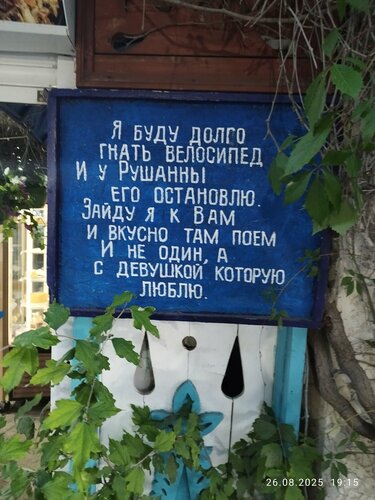 Я БУДУ ДОЛГО
ГНАТЬ ВЕЛОСИПЕД
И У РУШАННЫ
ЕГО ОСТАНОВЛЮ.
ЗАЙДУ Я К ВАМ
И ВКУСНО ТАМ ПОЕМ
И НЕ ОДИН, А
С ДЕВУШКОЙ КОТОРУЮ
ЛЮБЛЮ.
26.08.2025 19:15